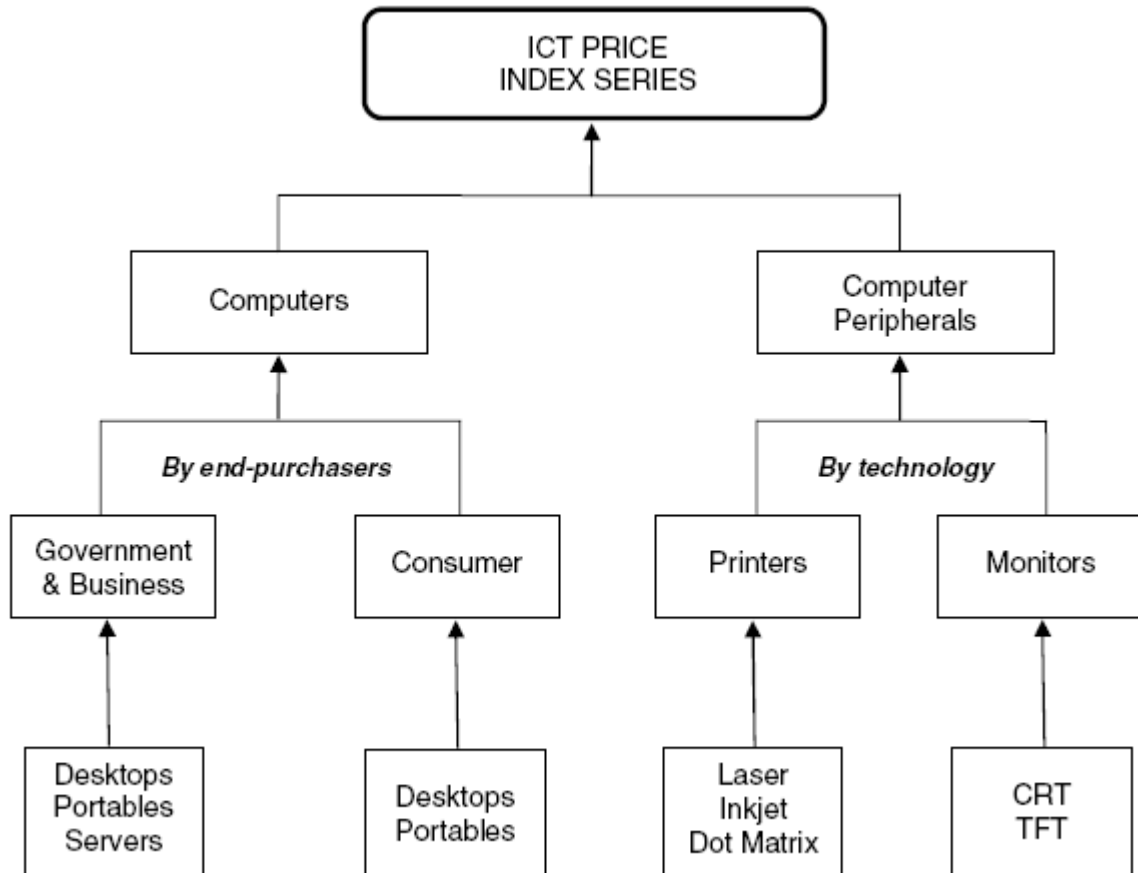 ICT PRICE
INDEX SERIES
Computers
Computer
Peripherals
By end-purchasers
By technology
Government
& Business
Consumer
Printers
Monitors
Desktops
Portables
Servers
Desktops
Portables
Laser
Inkjet
Dot Matrix
CRT
TFT